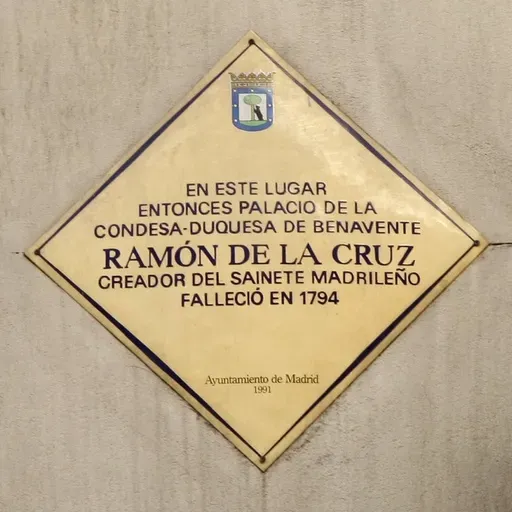 EN ESTE LUGAR
ENTONCES PALACIO DE LA
CONDESA-DUQUESA DE BENAVENTE
RAMÓN DE LA CRUZ
CREADOR DEL SAINETE MADRILEÑO
FALLECIÓ EN 1794
Ayuntamiento de Madrid
1991